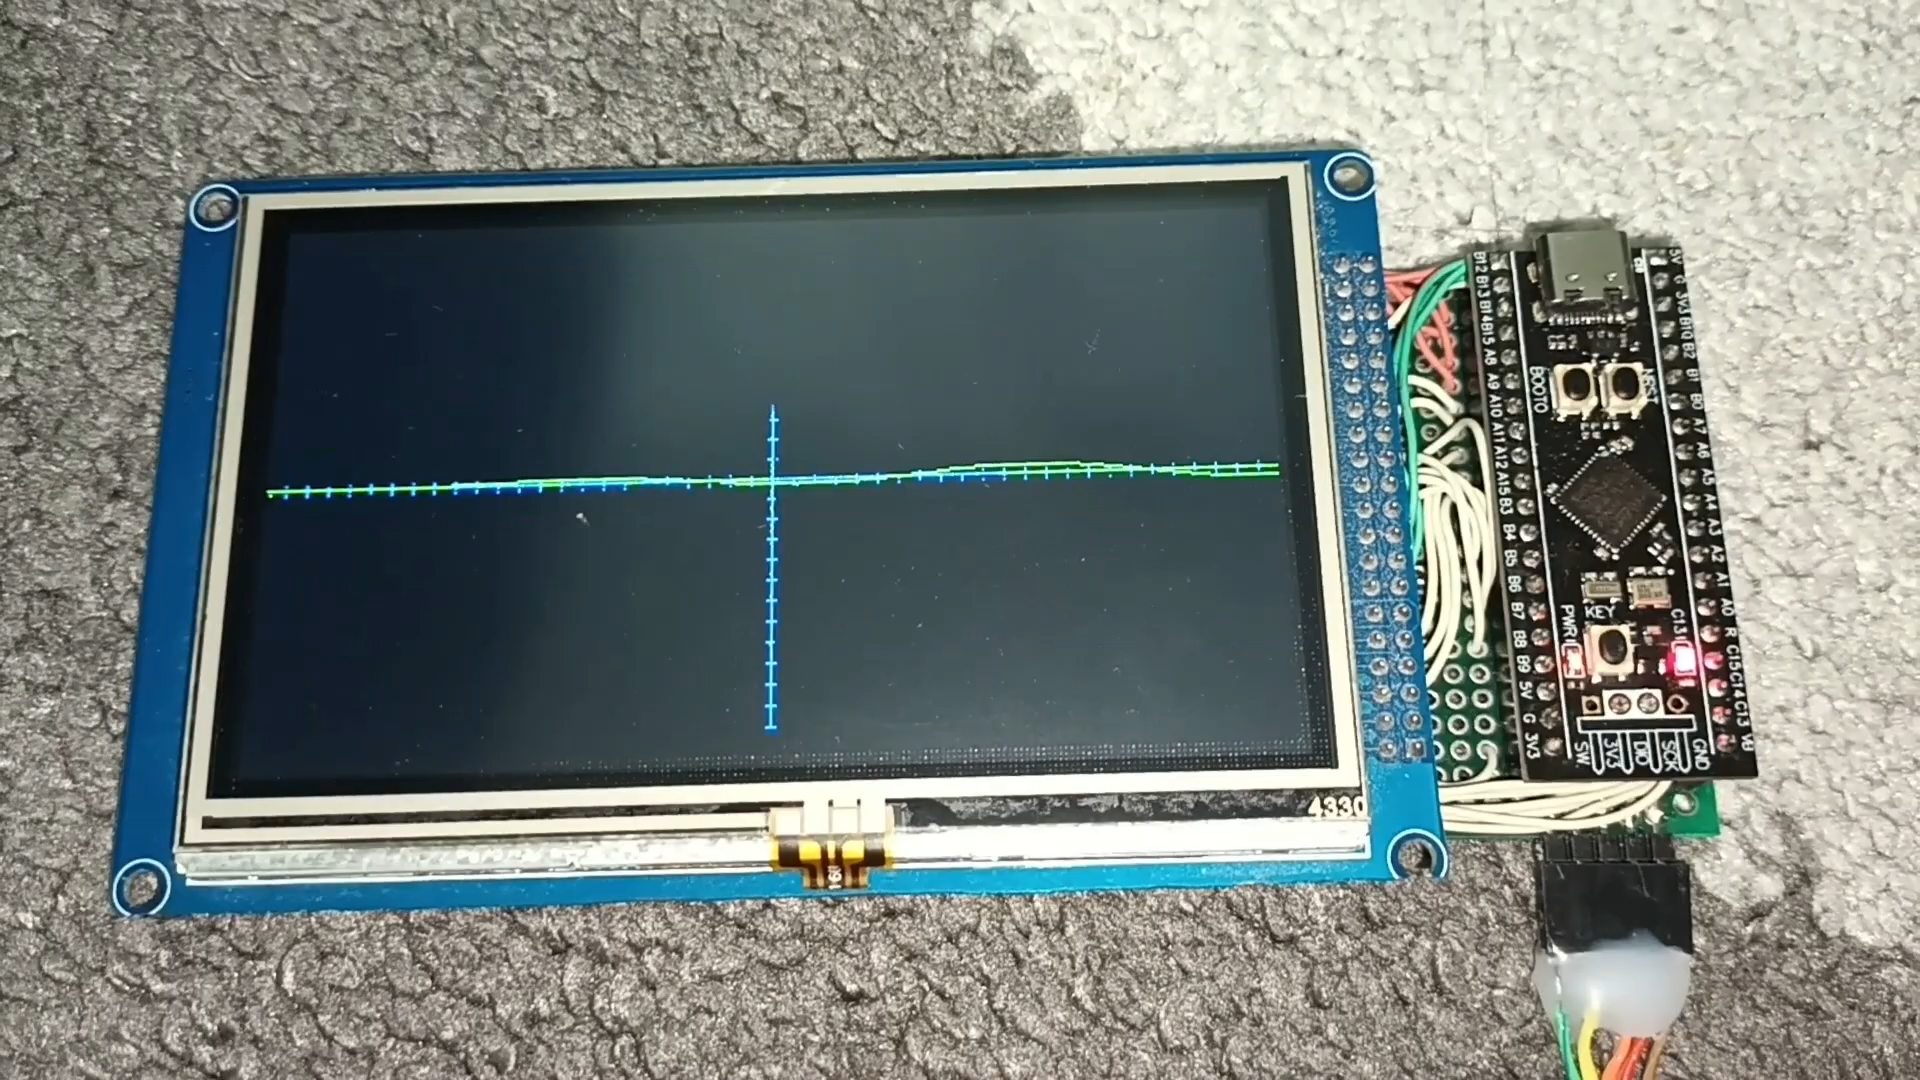 B12 B13 B14 B15 A8 A9 A10 A11 A12 A15 B3 B4 B5 B6 B7 B8 B9 5V G 3V3
5V G 3V3 B10 B2 B1 B0 A7 A6 A5 A4 A3 A2 A1 A0 R C15 C14 C13 VB
BOOT0
NRST
PWR
KEY
C13
GND
SCK
DIO
3V3
SW
4330